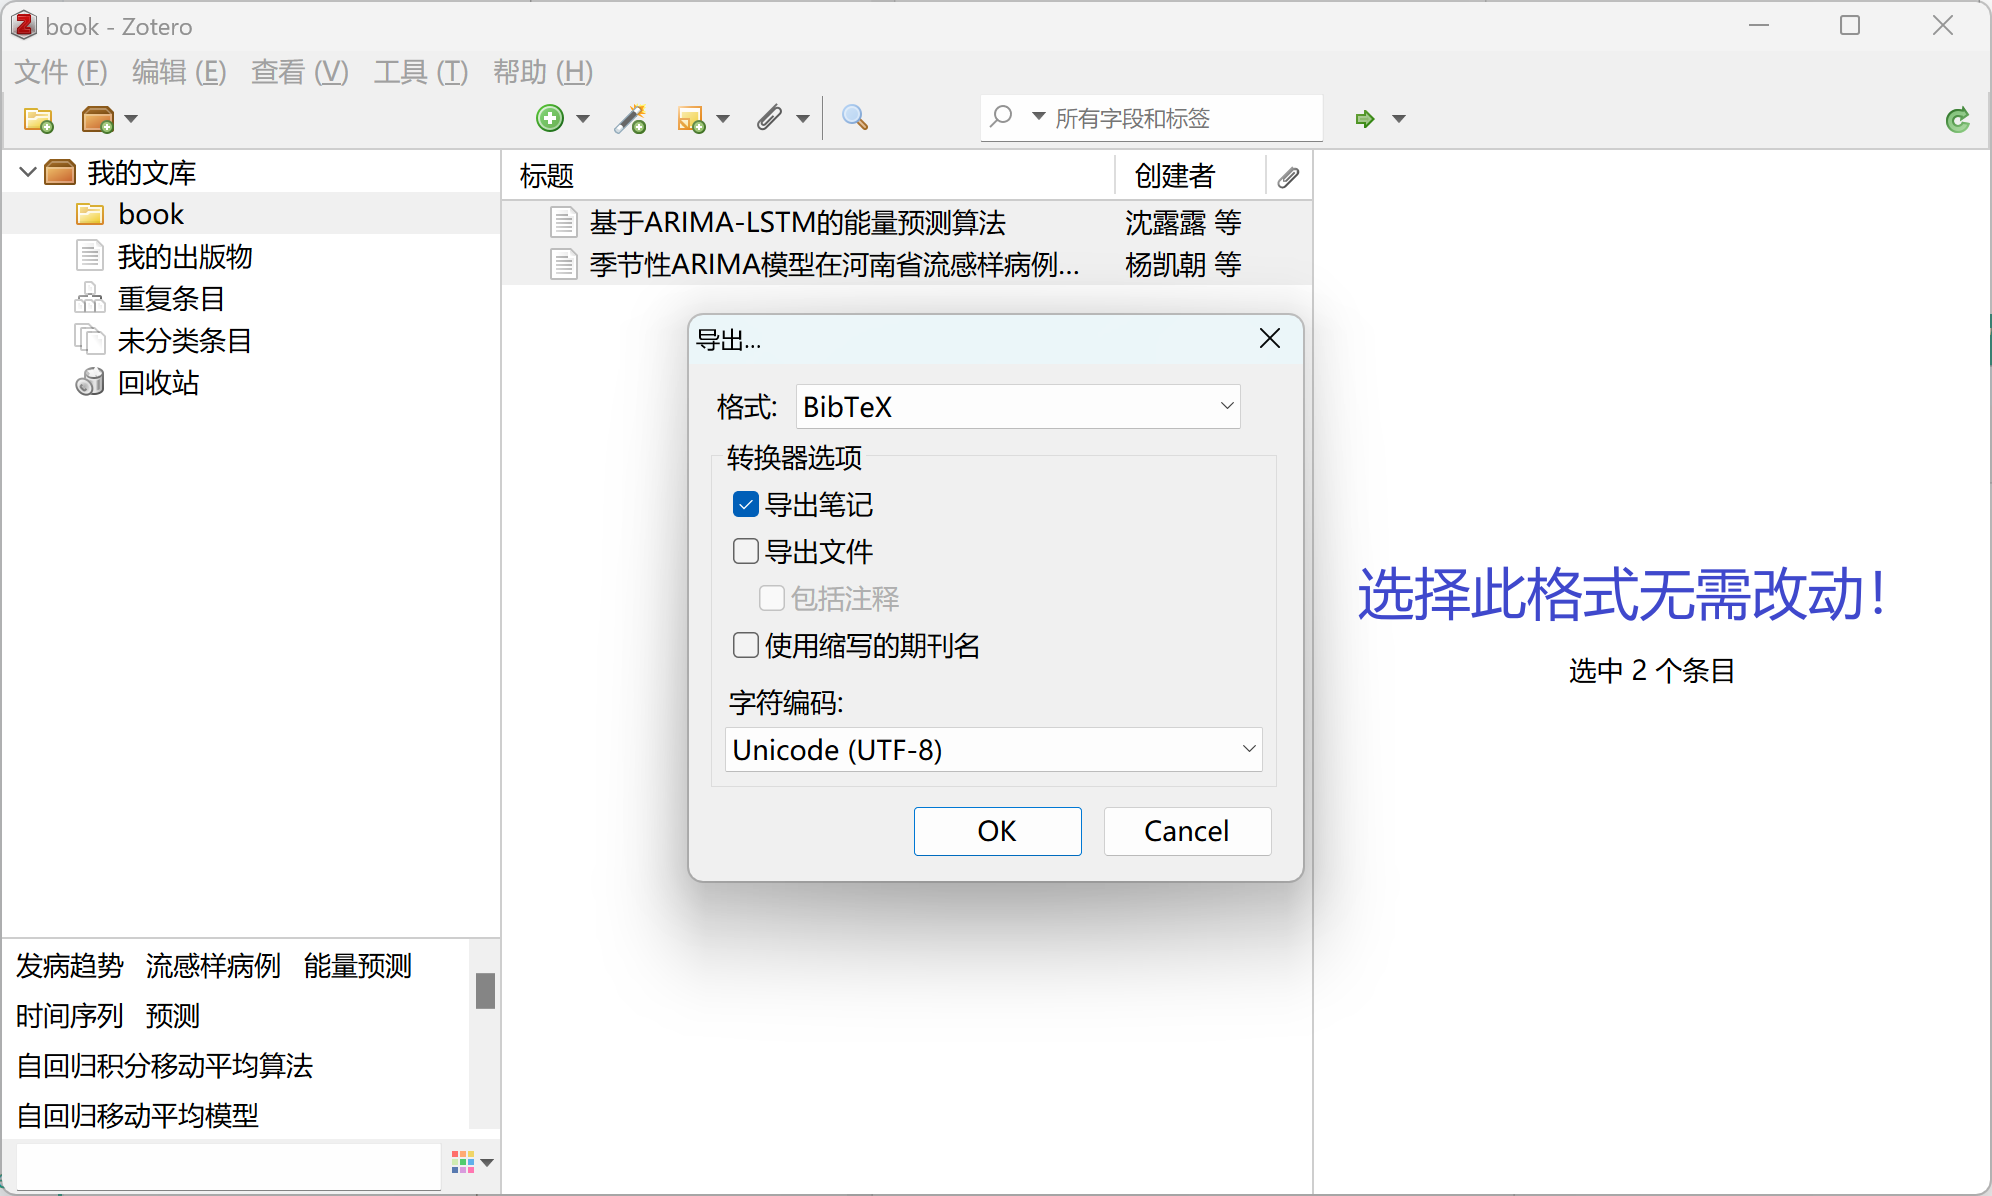 book - Zotero
文件 (F) 编辑 (E) 查看 (V) 工具 (T) 帮助 (H)
所有字段和标签
我的文库
book
我的出版物
重复条目
未分类条目
回收站
标题 创建者
基于ARIMA-LSTM的能量预测算法 沈露露 等
季节性ARIMA模型在河南省流感样病例... 杨凯朝 等
导出...
格式: BibTeX
转换器选项
导出笔记
导出文件
包括注释
使用缩写的期刊名
字符编码:
Unicode (UTF-8)
OK Cancel
选择此格式无需改动!
选中 2 个条目
发病趋势 流感样病例 能量预测
时间序列 预测
自回归积分移动平均算法
自回归移动平均模型